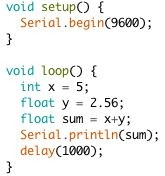 void setup() {
  Serial.begin(9600);
}

void loop() {
  int x = 5;
  float y = 2.56;
  float sum = x+y;
  Serial.println(sum);
  delay(1000);
}